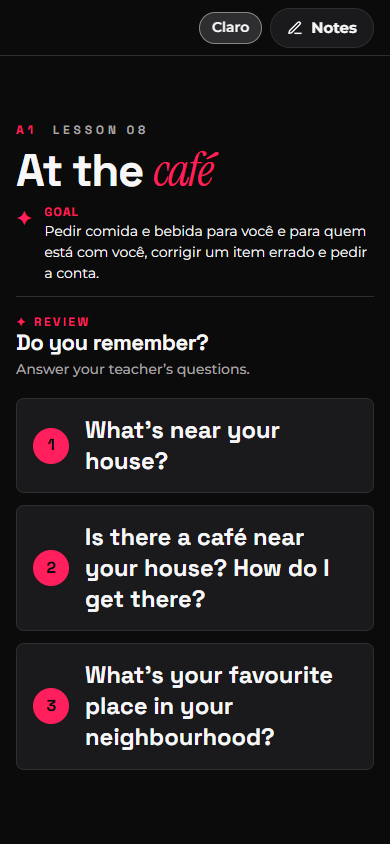 Claro
Notes
A1 LESSON 08
At the café
GOAL
Pedir comida e bebida para você e para quem
está com você, corrigir um item errado e pedir
a conta.
REVIEW
Do you remember?
Answer your teacher's questions.
1
What's near your
house?
2
Is there a café near
your house? How do I
get there?
3
What's your favourite
place in your
neighbourhood?